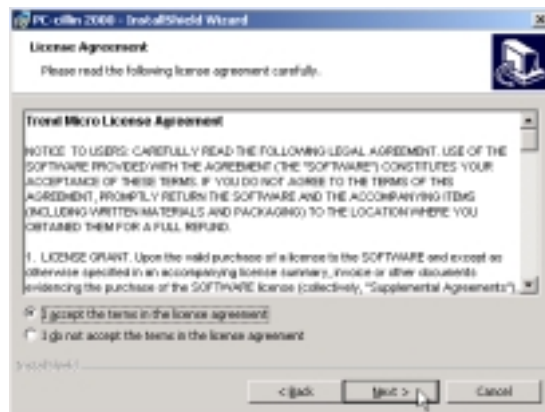 PC-cillin 2000 - InstallShield Wizard
License Agreement
Please read the following license agreement carefully.
Trend Micro License Agreement
NOTICE TO USERS: CAREFULLY READ THE FOLLOWING LEGAL AGREEMENT. USE OF THE
SOFTWARE PROVIDED WITH THE AGREEMENT (THE "SOFTWARE") CONSTITUTES YOUR
ACCEPTANCE OF THESE TERMS. IF YOU DO NOT AGREE TO THE TERMS OF THIS
AGREEMENT, PROMPTLY RETURN THE SOFTWARE AND THE ACCOMPANYING ITEMS
(INCLUDING WRITTEN MATERIALS AND PACKAGING) TO THE LOCATION WHERE YOU
OBTAINED THEM FOR A FULL REFUND.
1. LICENSE GRANT. Upon the valid purchase of a license to the SOFTWARE and except as
otherwise specified in an accompanying license summary, invoice or other documents
evidencing the purchase of the SOFTWARE license (collectively, "Supplemental Agreements"),
I accept the terms in the license agreement
I do not accept the terms in the license agreement
InstallShield
< Back
Next >
Cancel